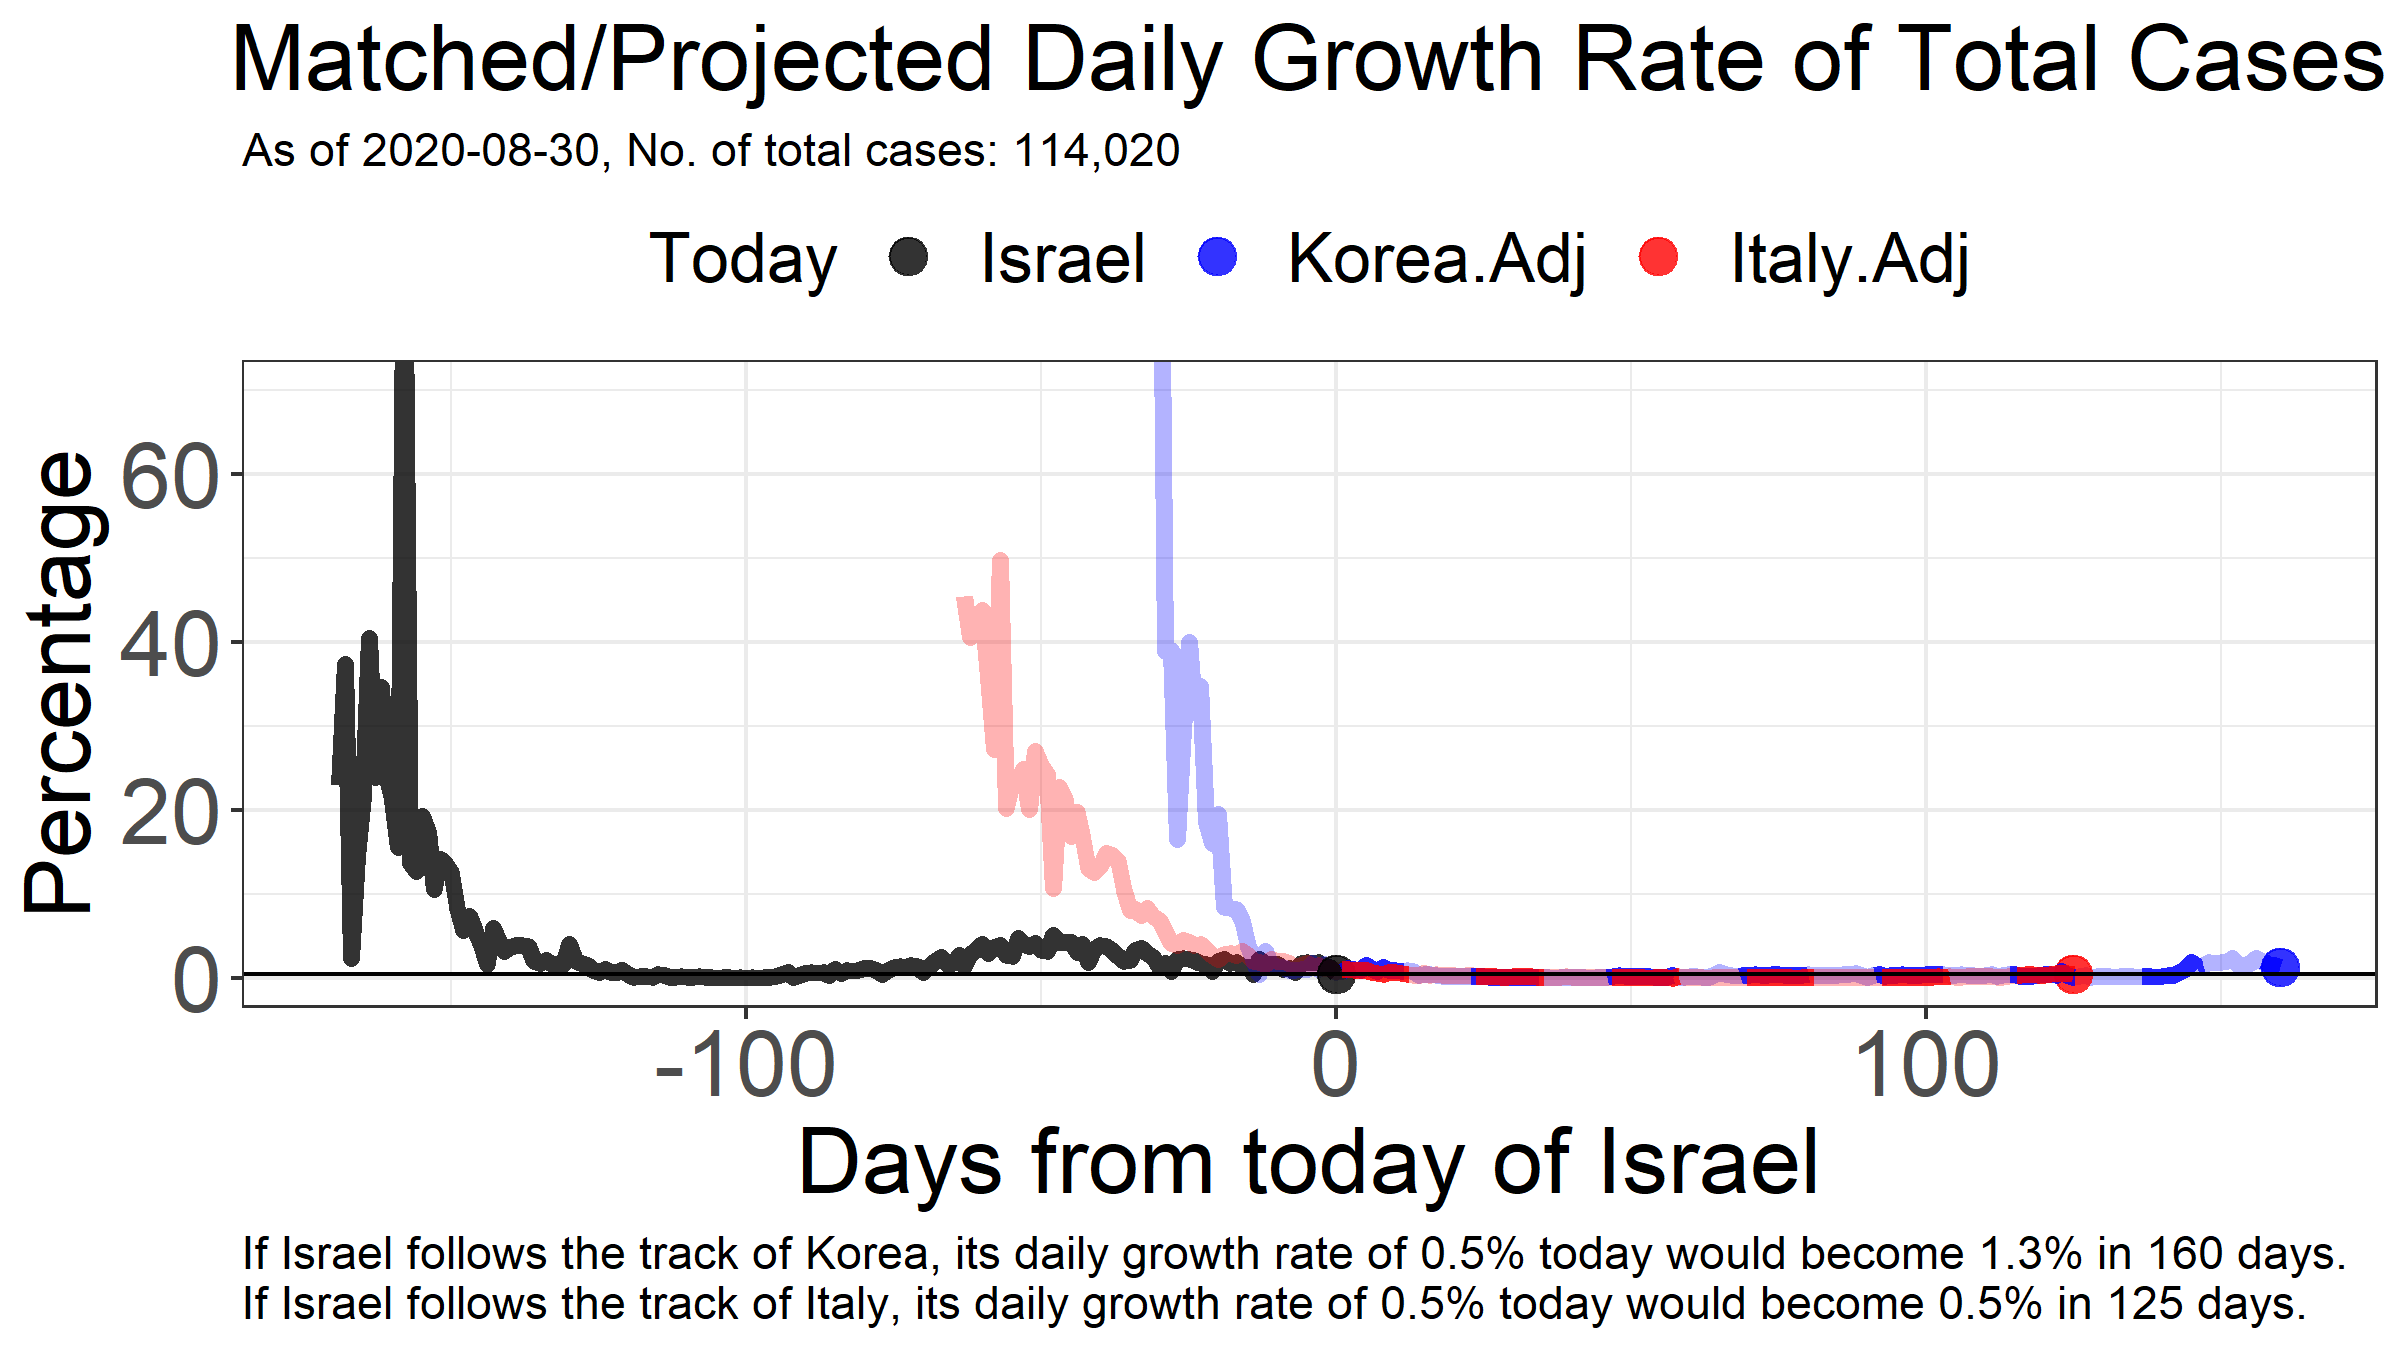 Matched/Projected Daily Growth Rate of Total Cases
As of 2020-08-30, No. of total cases: 114,020
Today Israel Korea.Adj Italy.Adj
Percentage
60
40
20
0
-100 0 100
Days from today of Israel
If Israel follows the track of Korea, its daily growth rate of 0.5% today would become 1.3% in 160 days.
If Israel follows the track of Italy, its daily growth rate of 0.5% today would become 0.5% in 125 days.